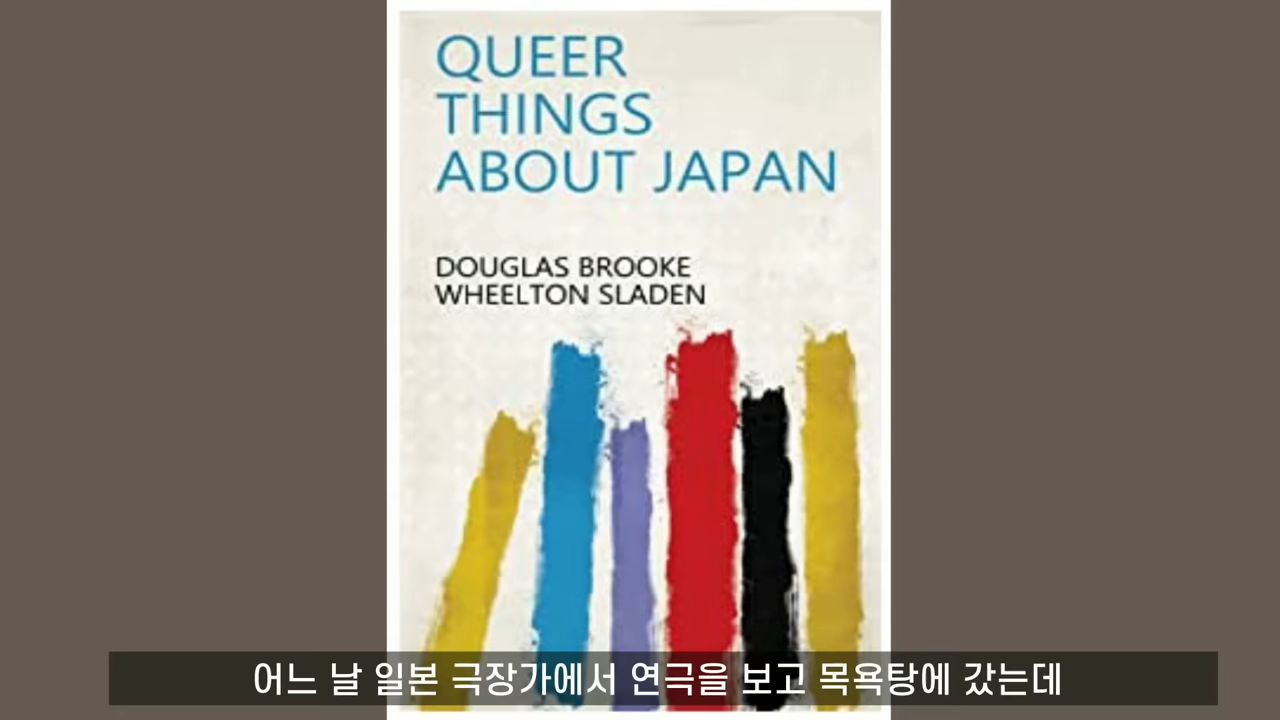 QUEER
THINGS
ABOUT JAPAN
DOUGLAS BROOKE
WHEELTON SLADEN
어느 날 일본 극장가에서 연극을 보고 목욕탕에 갔는데